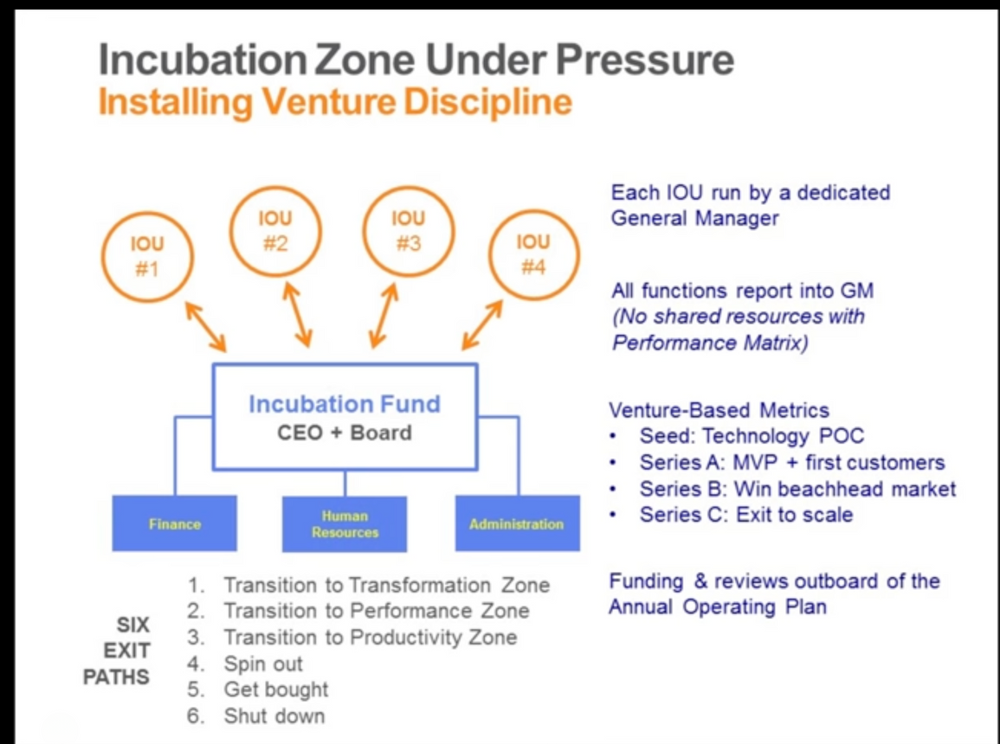 Incubation Zone Under Pressure
Installing Venture Discipline
IOU
#1
IOU
#2
IOU
#3
IOU
#4
Incubation Fund
CEO + Board
Finance
Human
Resources
Administration
SIX
EXIT
PATHS
1. Transition to Transformation Zone
2. Transition to Performance Zone
3. Transition to Productivity Zone
4. Spin out
5. Get bought
6. Shut down
Each IOU run by a dedicated
General Manager
All functions report into GM
(No shared resources with
Performance Matrix)
Venture-Based Metrics
• Seed: Technology POC
• Series A: MVP + first customers
• Series B: Win beachhead market
• Series C: Exit to scale
Funding & reviews outboard of the
Annual Operating Plan